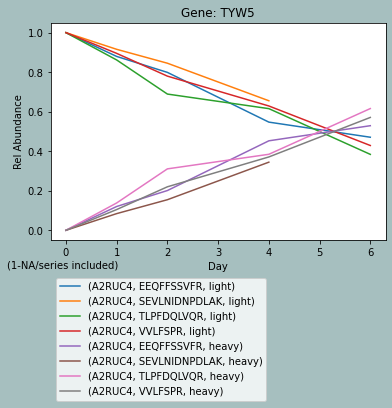 Gene: TYW5
1.0
0.8
0.6
0.4
0.2
0.0
Rel Abundance
0 1 2 3 4 5 6
(1-NA/series included)
Day
(A2RUC4, EEQFFSSVFR, light)
(A2RUC4, SEVLNIDNPDLAK, light)
(A2RUC4, TLPFDQLVQR, light)
(A2RUC4, VVLFSPR, light)
(A2RUC4, EEQFFSSVFR, heavy)
(A2RUC4, SEVLNIDNPDLAK, heavy)
(A2RUC4, TLPFDQLVQR, heavy)
(A2RUC4, VVLFSPR, heavy)